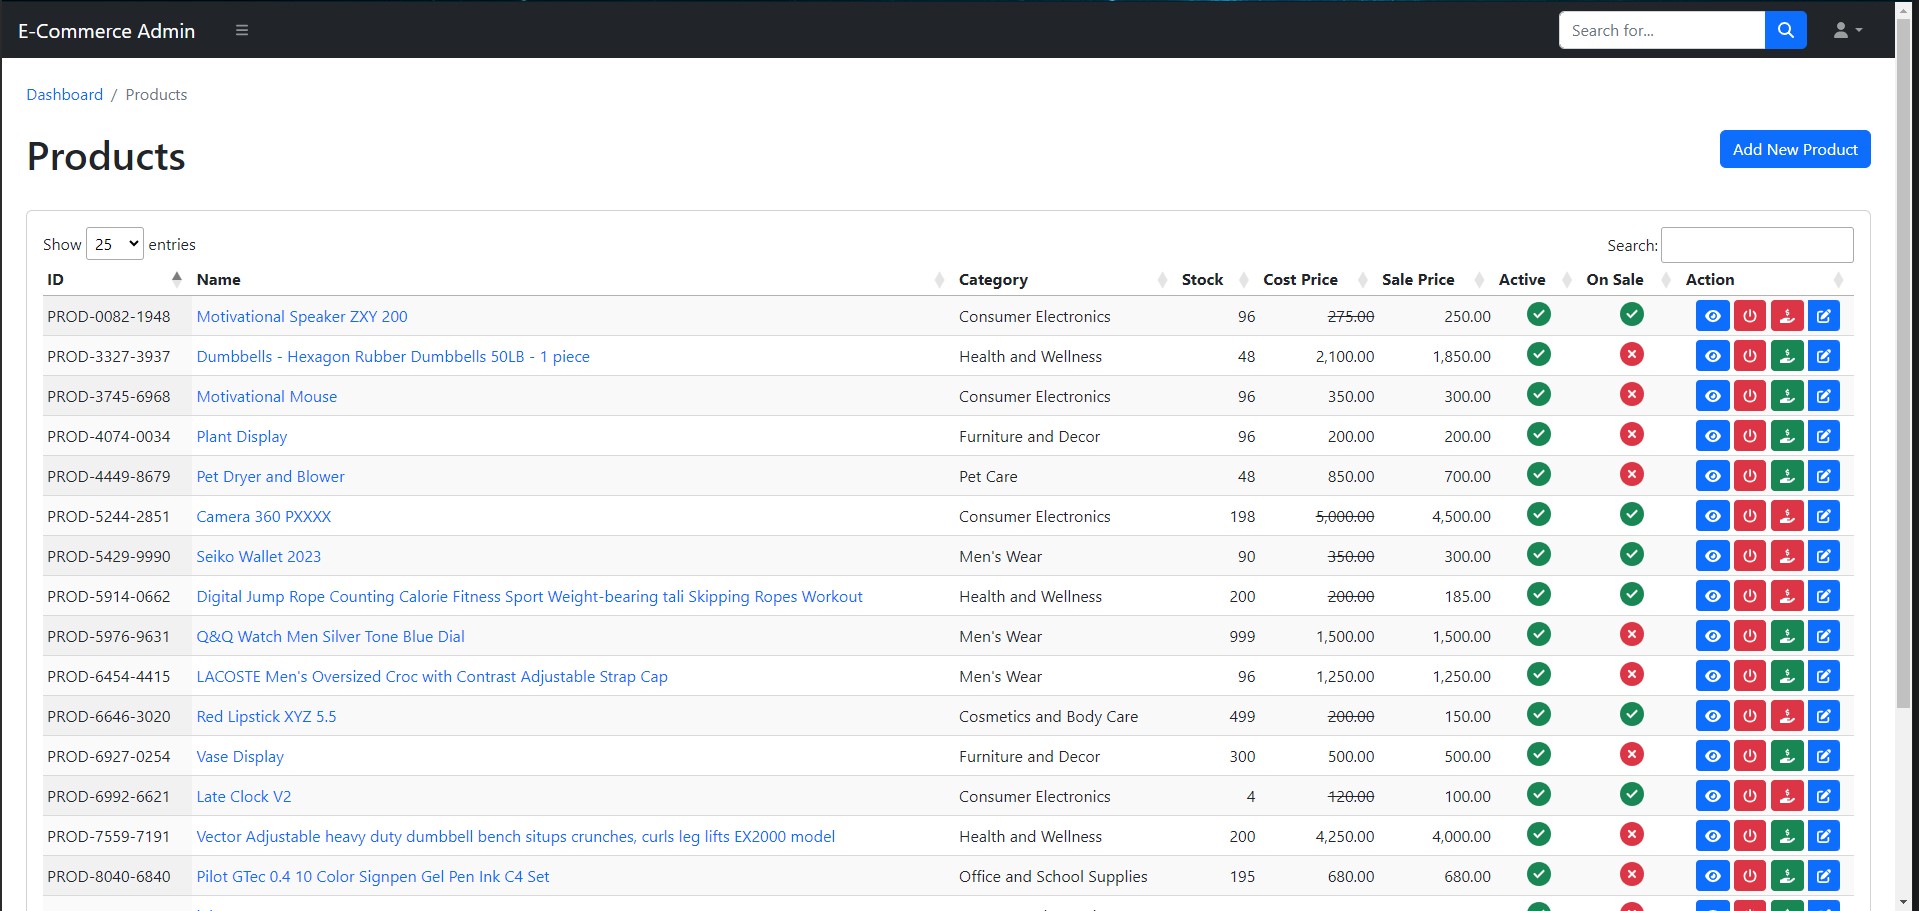 E-Commerce Admin Search for...
Dashboard / Products
Products Add New Product
Show 25 entries Search:
ID Name Category Stock Cost Price Sale Price Active On Sale Action
PROD-0082-1948 Motivational Speaker ZXY 200 Consumer Electronics 96 275.00 250.00
PROD-3327-3937 Dumbbells - Hexagon Rubber Dumbbells 50LB - 1 piece Health and Wellness 48 2,100.00 1,850.00
PROD-3745-6968 Motivational Mouse Consumer Electronics 96 350.00 300.00
PROD-4074-0034 Plant Display Furniture and Decor 96 200.00 200.00
PROD-4449-8679 Pet Dryer and Blower Pet Care 48 850.00 700.00
PROD-5244-2851 Camera 360 PXXXX Consumer Electronics 198 5,000.00 4,500.00
PROD-5429-9990 Seiko Wallet 2023 Men's Wear 90 350.00 300.00
PROD-5914-0662 Digital Jump Rope Counting Calorie Fitness Sport Weight-bearing tali Skipping Ropes Workout Health and Wellness 200 200.00 185.00
PROD-5976-9631 Q&Q Watch Men Silver Tone Blue Dial Men's Wear 999 1,500.00 1,500.00
PROD-6454-4415 LACOSTE Men's Oversized Croc with Contrast Adjustable Strap Cap Men's Wear 96 1,250.00 1,250.00
PROD-6646-3020 Red Lipstick XYZ 5.5 Cosmetics and Body Care 499 200.00 150.00
PROD-6927-0254 Vase Display Furniture and Decor 300 500.00 500.00
PROD-6992-6621 Late Clock V2 Consumer Electronics 4 120.00 100.00
PROD-7559-7191 Vector Adjustable heavy duty dumbbell bench situps crunches, curls leg lifts EX2000 model Health and Wellness 200 4,250.00 4,000.00
PROD-8040-6840 Pilot GTec 0.4 10 Color Signpen Gel Pen Ink C4 Set Office and School Supplies 195 680.00 680.00